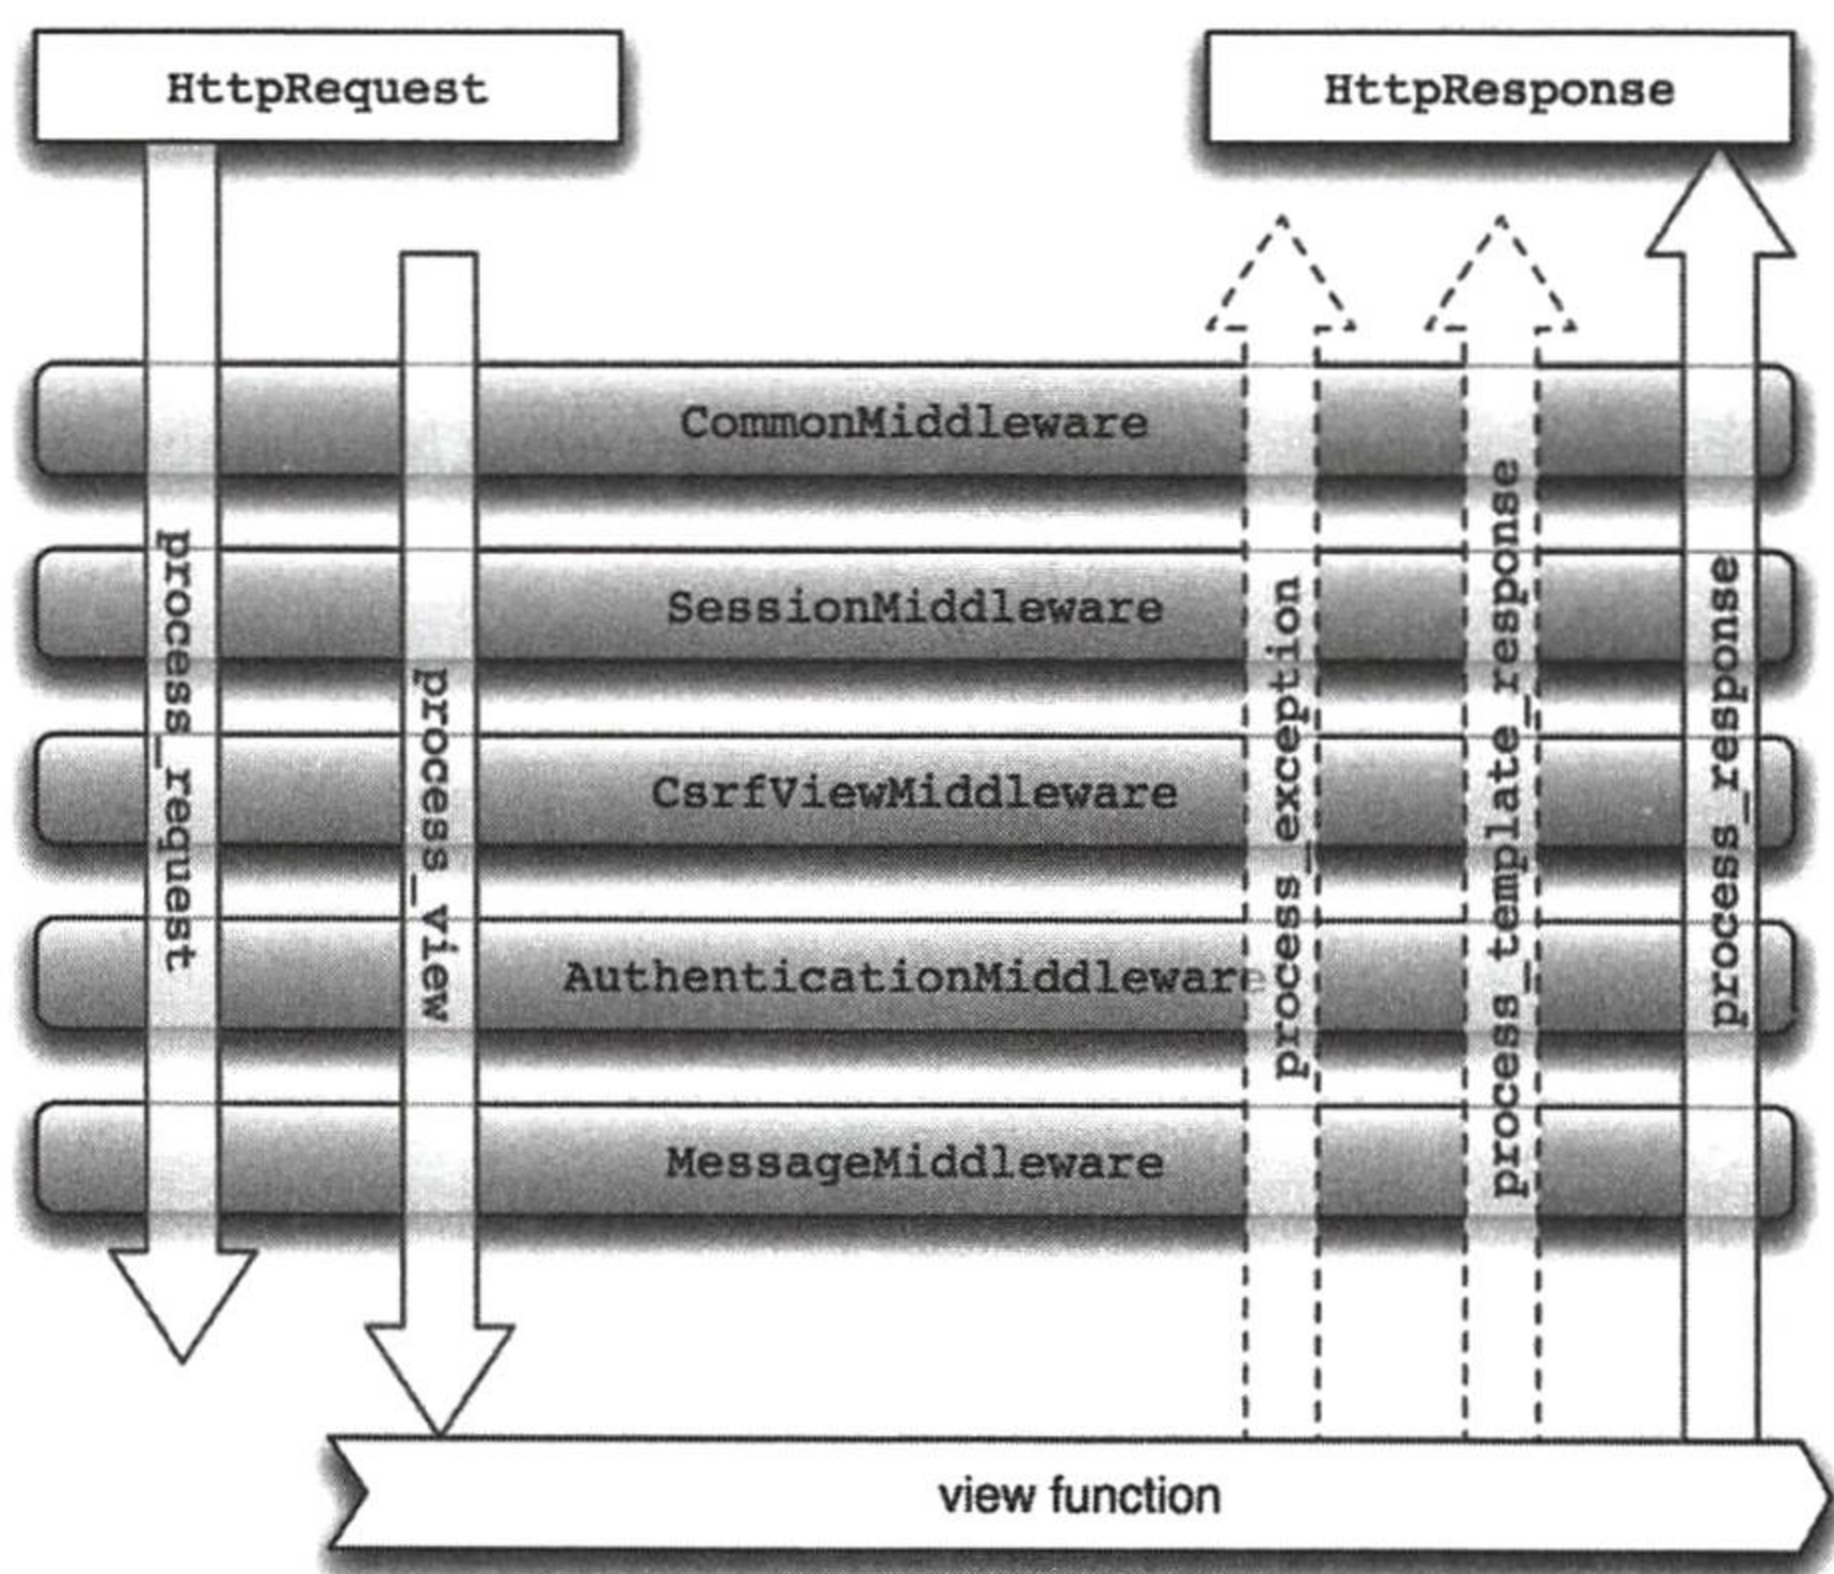 HttpRequest
HttpResponse
CommonMiddleware
SessionMiddleware
CsrfViewMiddleware
AuthenticationMiddleware
MessageMiddleware
process_request
process_view
process_exception
process_template_response
process_response
view function